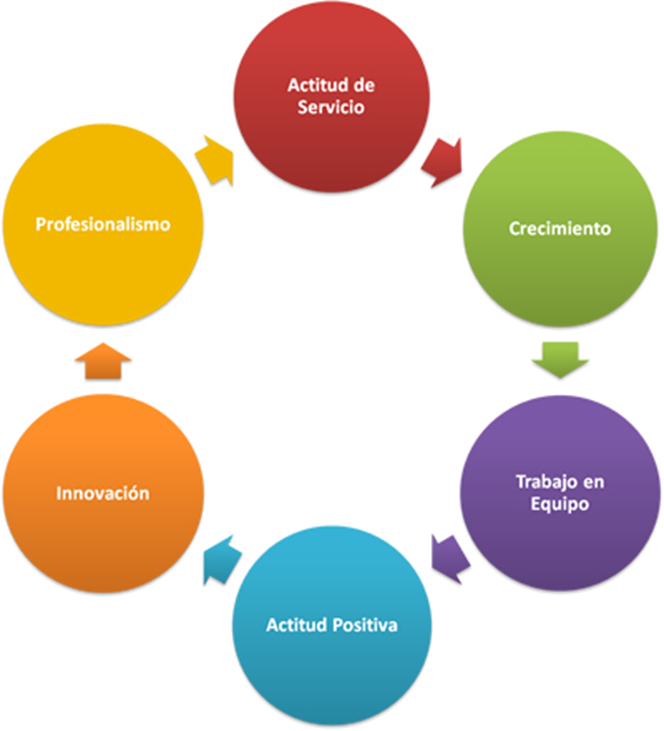 Actitud de
Servicio
Crecimiento
Trabajo en
Equipo
Actitud Positiva
Innovación
Profesionalismo